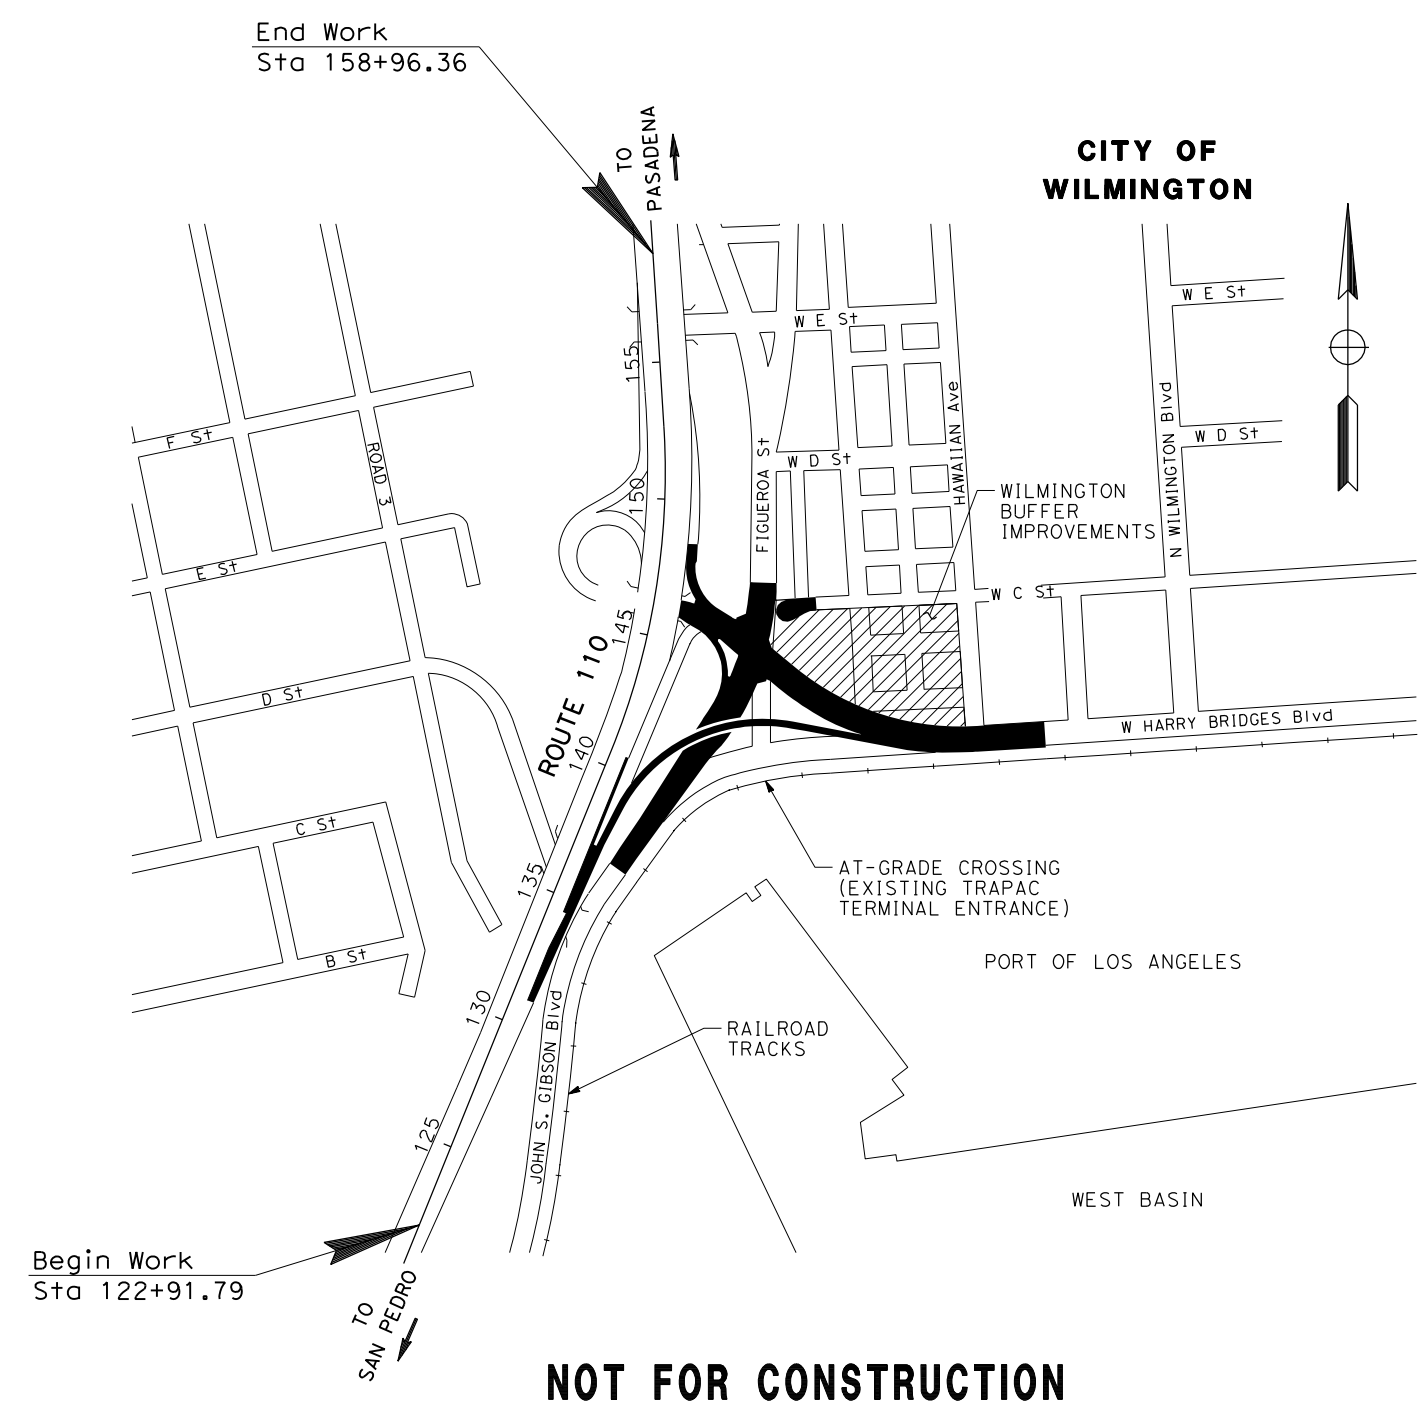 End Work
Sta 158+96.36
TO
PASADENA
CITY OF
WILMINGTON
W E St
W E St
155
F St
ROAD 3
HAWAIIAN Ave
N WILMINGTON Blvd
W D St
FIGUEROA St
W D St
150
WILMINGTON
BUFFER
IMPROVEMENTS
E St
W C St
145
ROUTE 110
D St
W HARRY BRIDGES Blvd
140
C St
135
AT-GRADE CROSSING
(EXISTING TRAPAC
TERMINAL ENTRANCE)
B St
PORT OF LOS ANGELES
130
JOHN S. GIBSON Blvd
RAILROAD
TRACKS
125
WEST BASIN
Begin Work
Sta 122+91.79
TO
SAN PEDRO
NOT FOR CONSTRUCTION